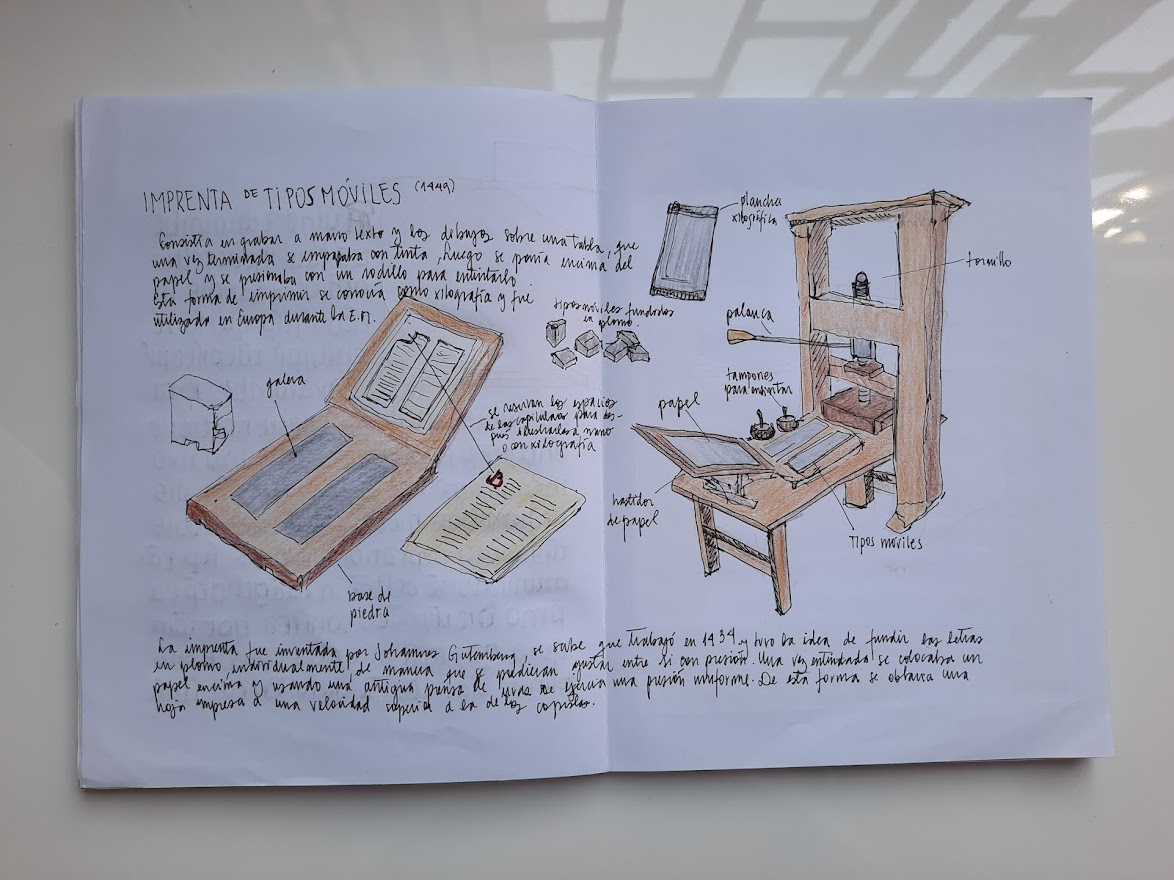 IMPRENTA DE TIPOS MÓVILES (1449)
Consistía en grabar a mano texto y los dibujos sobre una tabla, que
una vez terminada se empapaba con tinta, luego se ponía encima del
papel y se presionaba con un rodillo para entintarlo.
Esta forma de imprimir se conocía como xilografía y fue
utilizado en Europa durante la E.M.
tipos móviles fundidos
en plomo.
galera
se reservan los espacios
de las capitulares para des-
pués ilustrarlas a mano
o con xilografía
base de
piedra
plancha
xilográfica
tornillo
palanca
tampones
para entintar
papel
bastidor
de papel
Tipos móviles
La imprenta fue inventada por Johannes Gutemberg, se sabe que trabajó en 1434 y tuvo la idea de fundir las letras
en plomo, individualmente, de manera que se pudieran ajustar entre sí con presión. Una vez entintado se colocaba un
papel encima y usando una antigua prensa de se ejercía una presión uniforme. De esta forma se obtenía una
hoja impresa a una velocidad superior a la de los copistas.